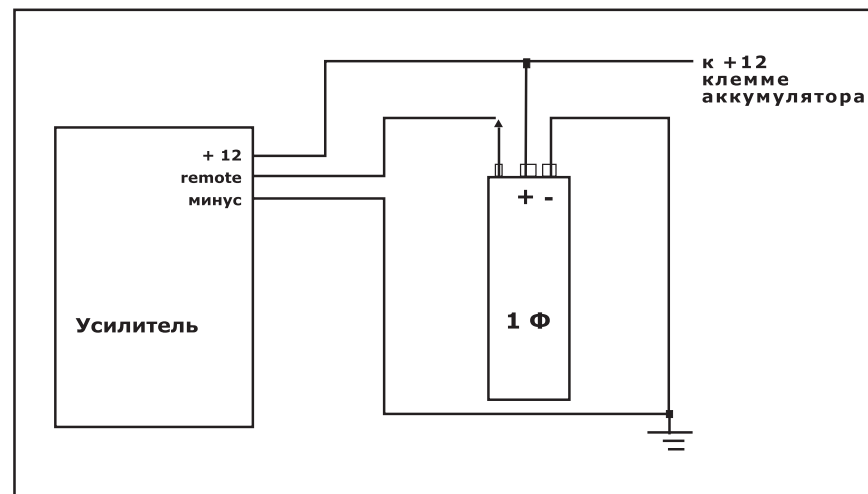 к +12
клемме
аккумулятора
+ 12
remote
минус
+ -
Усилитель
1 Ф